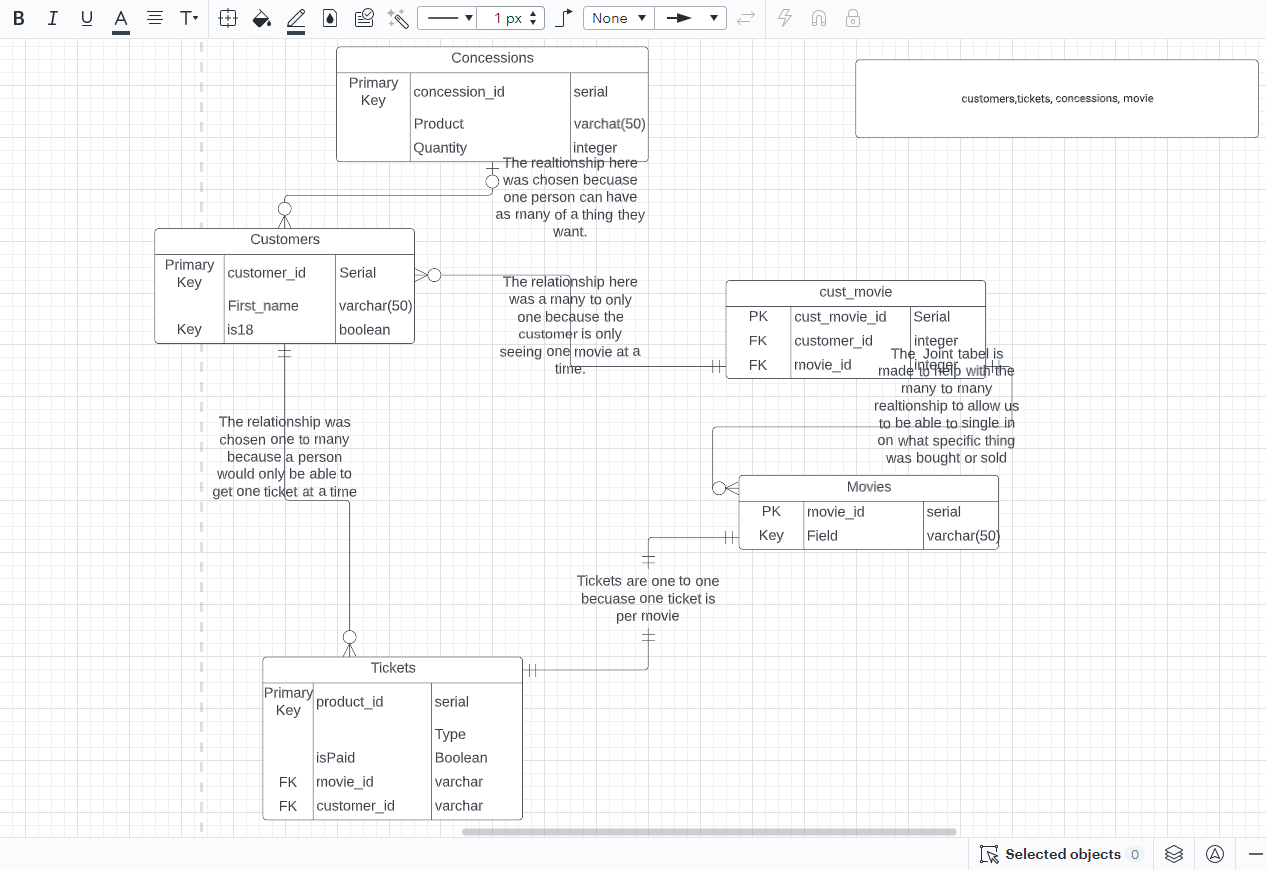 B I U A T
1 px None
Concessions
Primary Key concession_id serial
Product varchat(50)
Quantity integer
customers,tickets, concessions, movie
The realtionship here
was chosen becuase
one person can have
as many of a thing they
want.
Customers
Primary Key customer_id Serial
First_name varchar(50)
Key is18 boolean
The relationship here
was a many to only
one because the
customer is only
seeing one movie at a
time.
cust_movie
PK cust_movie_id Serial
FK customer_id integer
FK movie_id integer
The Joint tabel is
made to help with the
many to many
realtionship to allow us
to be able to single in
on what specific thing
was bought or sold
The relationship was
chosen one to many
because a person
would only be able to
get one ticket at a time
Movies
PK movie_id serial
Key Field varchar(50)
Tickets are one to one
becuase one ticket is
per movie
Tickets
Primary Key product_id serial
Type
isPaid Boolean
FK movie_id varchar
FK customer_id varchar
Selected objects 0